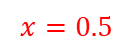 x = 0.5